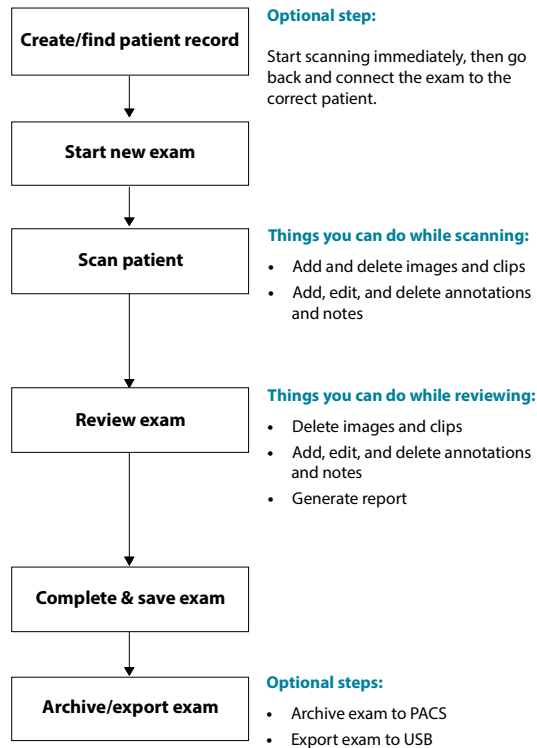 Create/find patient record
Optional step:
Start scanning immediately, then go
back and connect the exam to the
correct patient.
Start new exam
Scan patient
Things you can do while scanning:
• Add and delete images and clips
• Add, edit, and delete annotations
and notes
Review exam
Things you can do while reviewing:
• Delete images and clips
• Add, edit, and delete annotations
and notes
• Generate report
Complete & save exam
Archive/export exam
Optional steps:
• Archive exam to PACS
• Export exam to USB